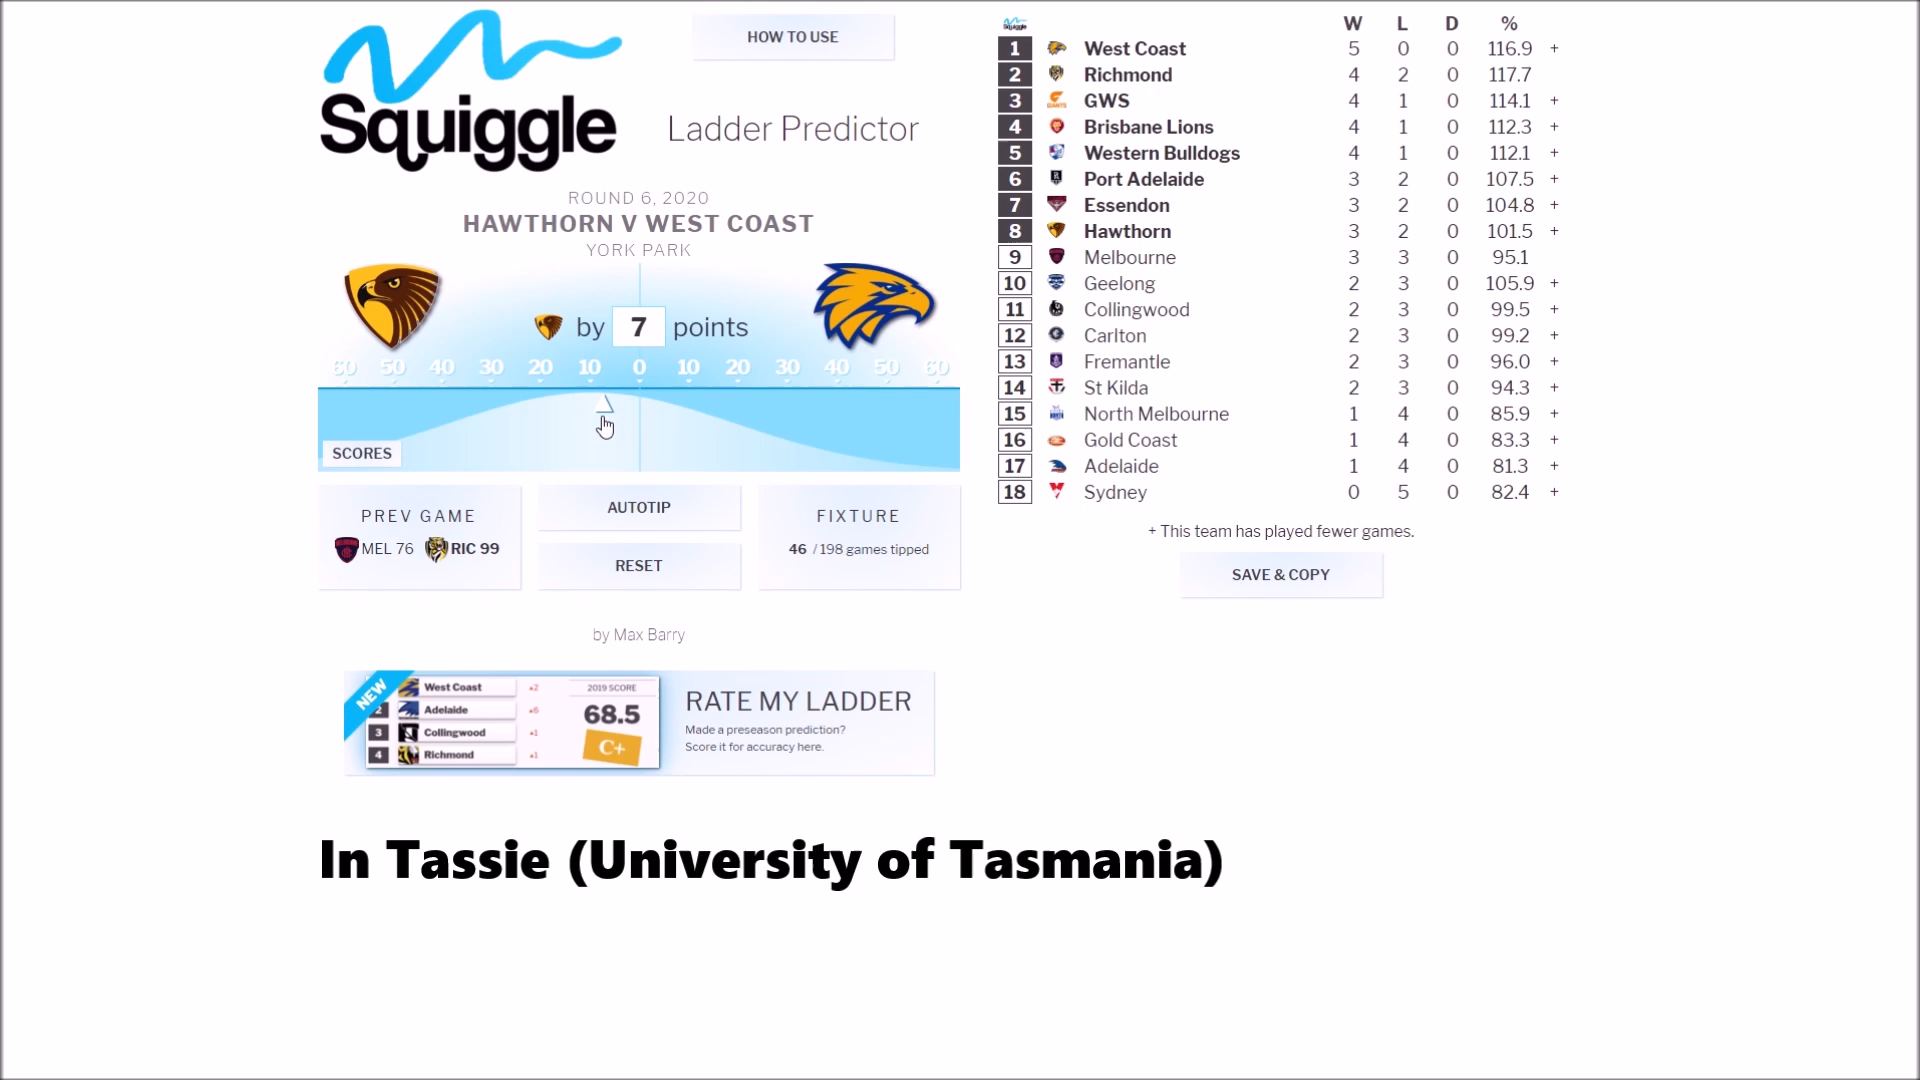 Squiggle
HOW TO USE
Ladder Predictor
ROUND 6, 2020
HAWTHORN V WEST COAST
YORK PARK
by 7 points
60 50 40 30 20 10 0 10 20 30 40 50 60
SCORES
PREV GAME
MEL 76 RIC 99
AUTOTIP
RESET
FIXTURE
46 / 198 games tipped
by Max Barry
NEW
West Coast 2
2 Adelaide 6
3 Collingwood 1
4 Richmond 1
2019 SCORE
68.5
C+
RATE MY LADDER
Made a preseason prediction?
Score it for accuracy here.
W L D %
1 West Coast 5 0 0 116.9 +
2 Richmond 4 2 0 117.7
3 GWS 4 1 0 114.1 +
4 Brisbane Lions 4 1 0 112.3 +
5 Western Bulldogs 4 1 0 112.1 +
6 Port Adelaide 3 2 0 107.5 +
7 Essendon 3 2 0 104.8 +
8 Hawthorn 3 2 0 101.5 +
9 Melbourne 3 3 0 95.1
10 Geelong 2 3 0 105.9 +
11 Collingwood 2 3 0 99.5 +
12 Carlton 2 3 0 99.2 +
13 Fremantle 2 3 0 96.0 +
14 St Kilda 2 3 0 94.3 +
15 North Melbourne 1 4 0 85.9 +
16 Gold Coast 1 4 0 83.3 +
17 Adelaide 1 4 0 81.3 +
18 Sydney 0 5 0 82.4 +
+ This team has played fewer games.
SAVE & COPY
In Tassie (University of Tasmania)